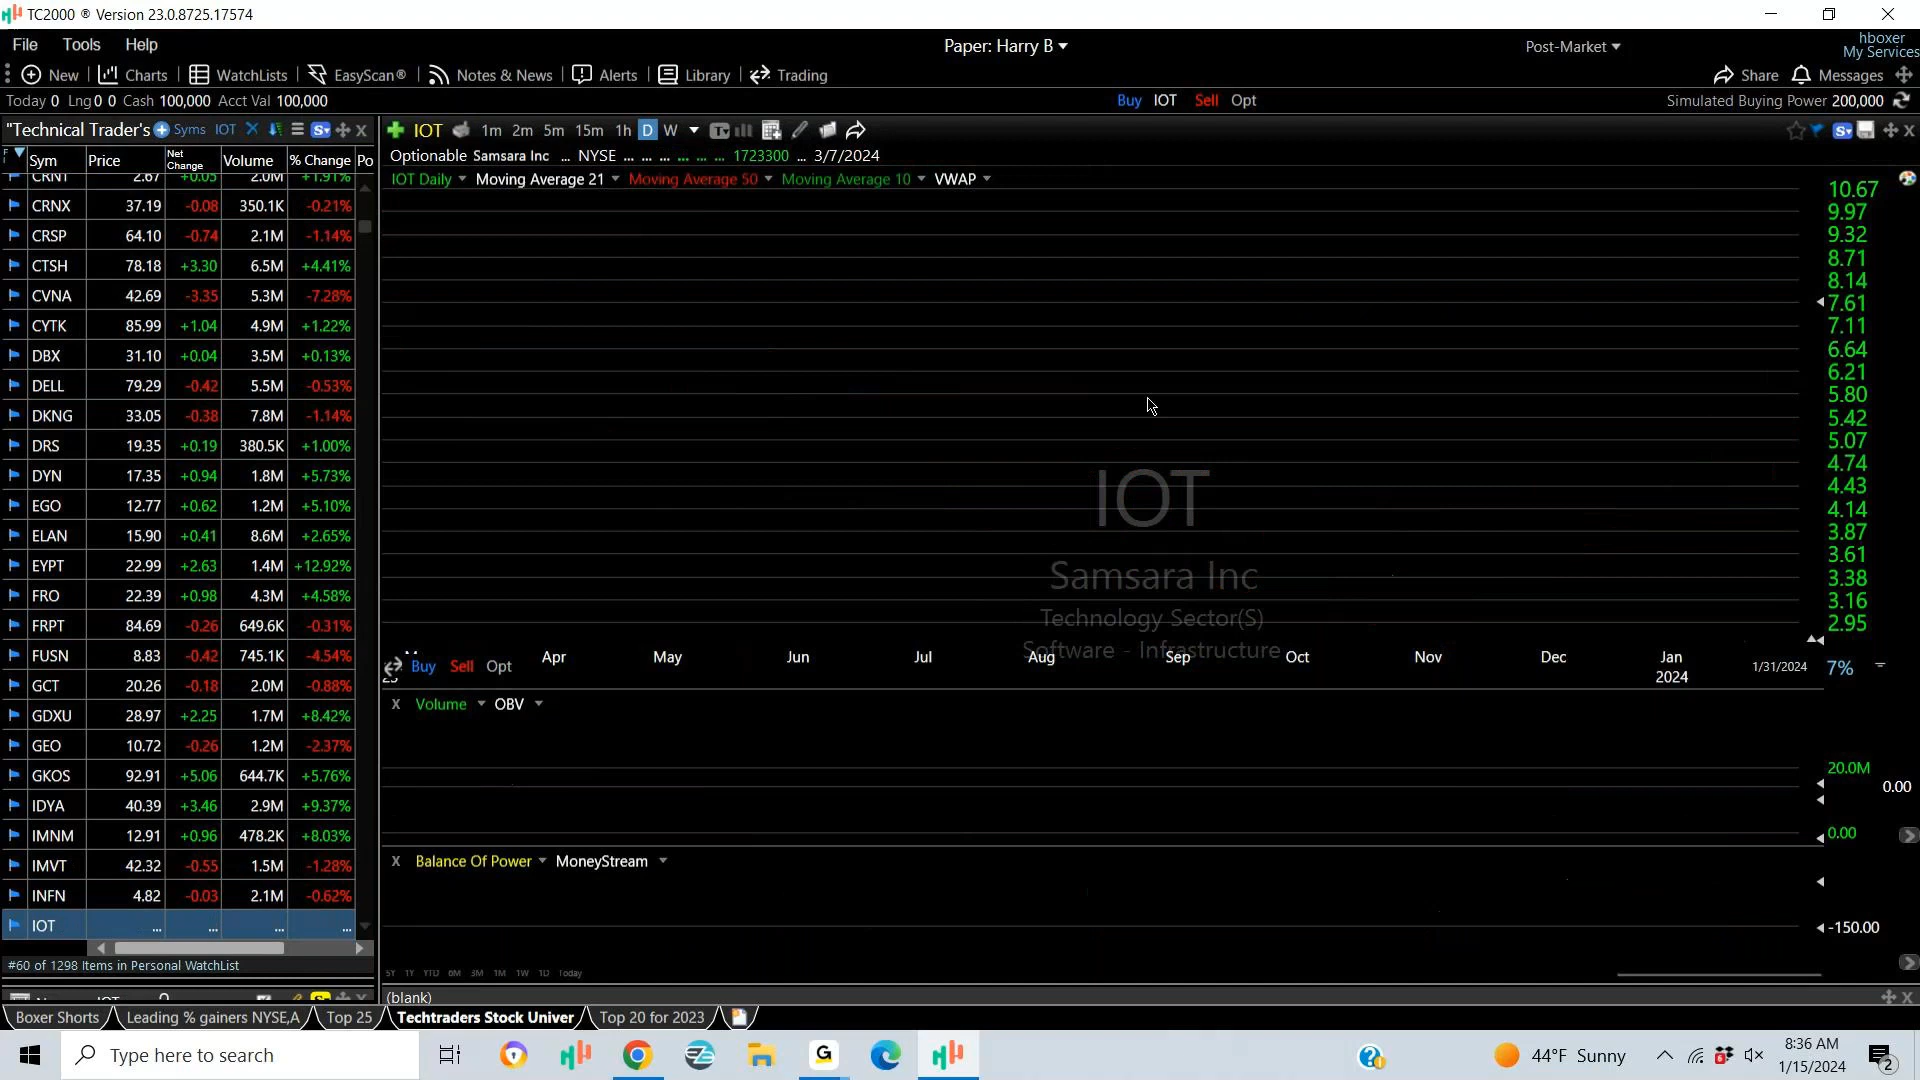 TC2000 ® Version 23.0.8725.17574
File Tools Help
Paper: Harry B
Post-Market
hboxer
My Services
New Charts WatchLists EasyScan® Notes & News Alerts Library Trading
Share Messages
Today 0 Lng 0 0 Cash 100,000 Acct Val 100,000
Buy IOT Sell Opt
Simulated Buying Power 200,000
"Technical Trader's Syms IOT
IOT 1m 2m 5m 15m 1h D W
Optionable Samsara Inc ... NYSE ... ... ... ... ... ... 1723300 ... 3/7/2024
IOT Daily Moving Average 21 Moving Average 50 Moving Average 10 VWAP
Sym Price Net Change Volume % Change Po
CRNT 2.67 +0.05 2.0M +1.91%
CRNX 37.19 -0.08 350.1K -0.21%
CRSP 64.10 -0.74 2.1M -1.14%
CTSH 78.18 +3.30 6.5M +4.41%
CVNA 42.69 -3.35 5.3M -7.28%
CYTK 85.99 +1.04 4.9M +1.22%
DBX 31.10 +0.04 3.5M +0.13%
DELL 79.29 -0.42 5.5M -0.53%
DKNG 33.05 -0.38 7.8M -1.14%
DRS 19.35 +0.19 380.5K +1.00%
DYN 17.35 +0.94 1.8M +5.73%
EGO 12.77 +0.62 1.2M +5.10%
ELAN 15.90 +0.41 8.6M +2.65%
EYPT 22.99 +2.63 1.4M +12.92%
FRO 22.39 +0.98 4.3M +4.58%
FRPT 84.69 -0.26 649.6K -0.31%
FUSN 8.83 -0.42 745.1K -4.54%
GCT 20.26 -0.18 2.0M -0.88%
GDXU 28.97 +2.25 1.7M +8.42%
GEO 10.72 -0.26 1.2M -2.37%
GKOS 92.91 +5.06 644.7K +5.76%
IDYA 40.39 +3.46 2.9M +9.37%
IMNM 12.91 +0.96 478.2K +8.03%
IMVT 42.32 -0.55 1.5M -1.28%
INFN 4.82 -0.03 2.1M -0.62%
IOT ... ... ... ...
#60 of 1298 Items in Personal WatchList
10.67
9.97
9.32
8.71
8.14
7.61
7.11
6.64
6.21
5.80
5.42
5.07
4.74
4.43
4.14
3.87
3.61
3.38
3.16
2.95
IOT
Samsara Inc
Technology Sector(S)
Software - Infrastructure
Apr May Jun Jul Aug Sep Oct Nov Dec Jan
2024
1/31/2024 7%
Buy Sell Opt
X Volume OBV
20.0M
0.00
0.00
X Balance Of Power MoneyStream
-150.00
5Y 1Y YTD 6M 3M 1M 1W 1D Today
(blank)
Boxer Shorts Leading % gainers NYSE,A Top 25 Techtraders Stock Univer Top 20 for 2023
Type here to search
44°F Sunny
8:36 AM
1/15/2024
2